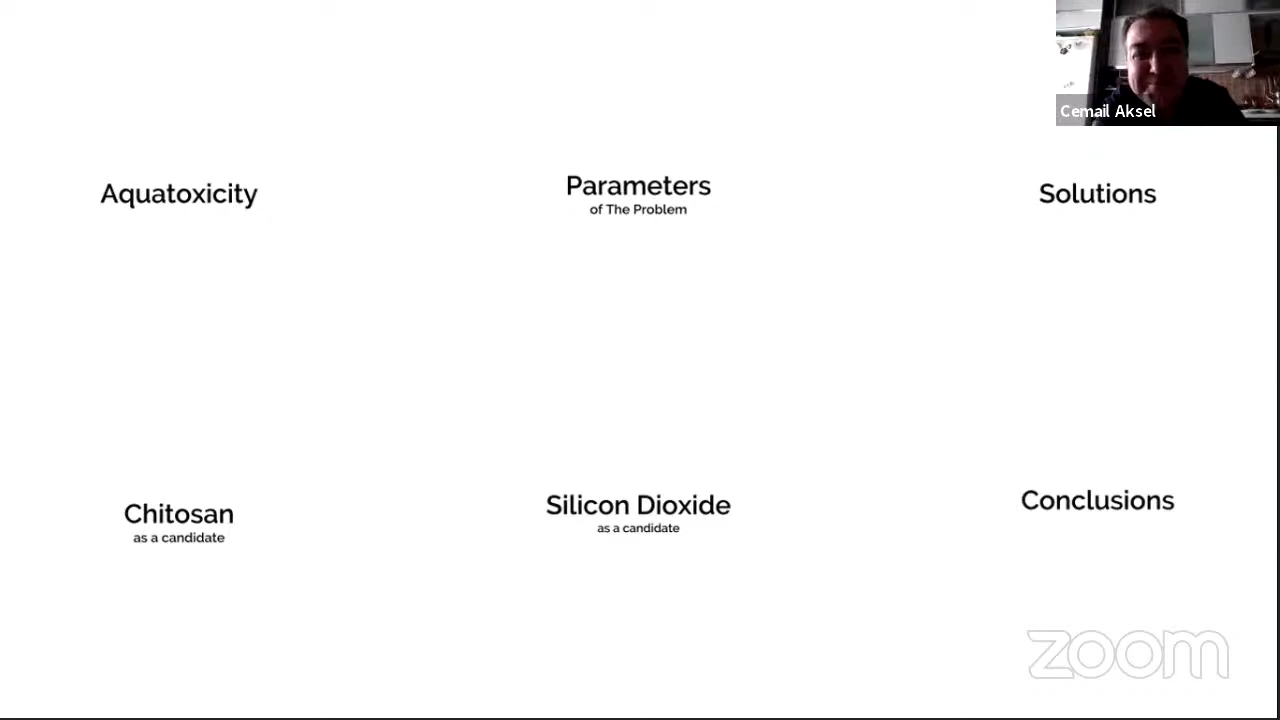 Cemail Aksel
Aquatoxicity
Parameters
of The Problem
Solutions
Chitosan
as a candidate
Silicon Dioxide
as a candidate
Conclusions
zoom